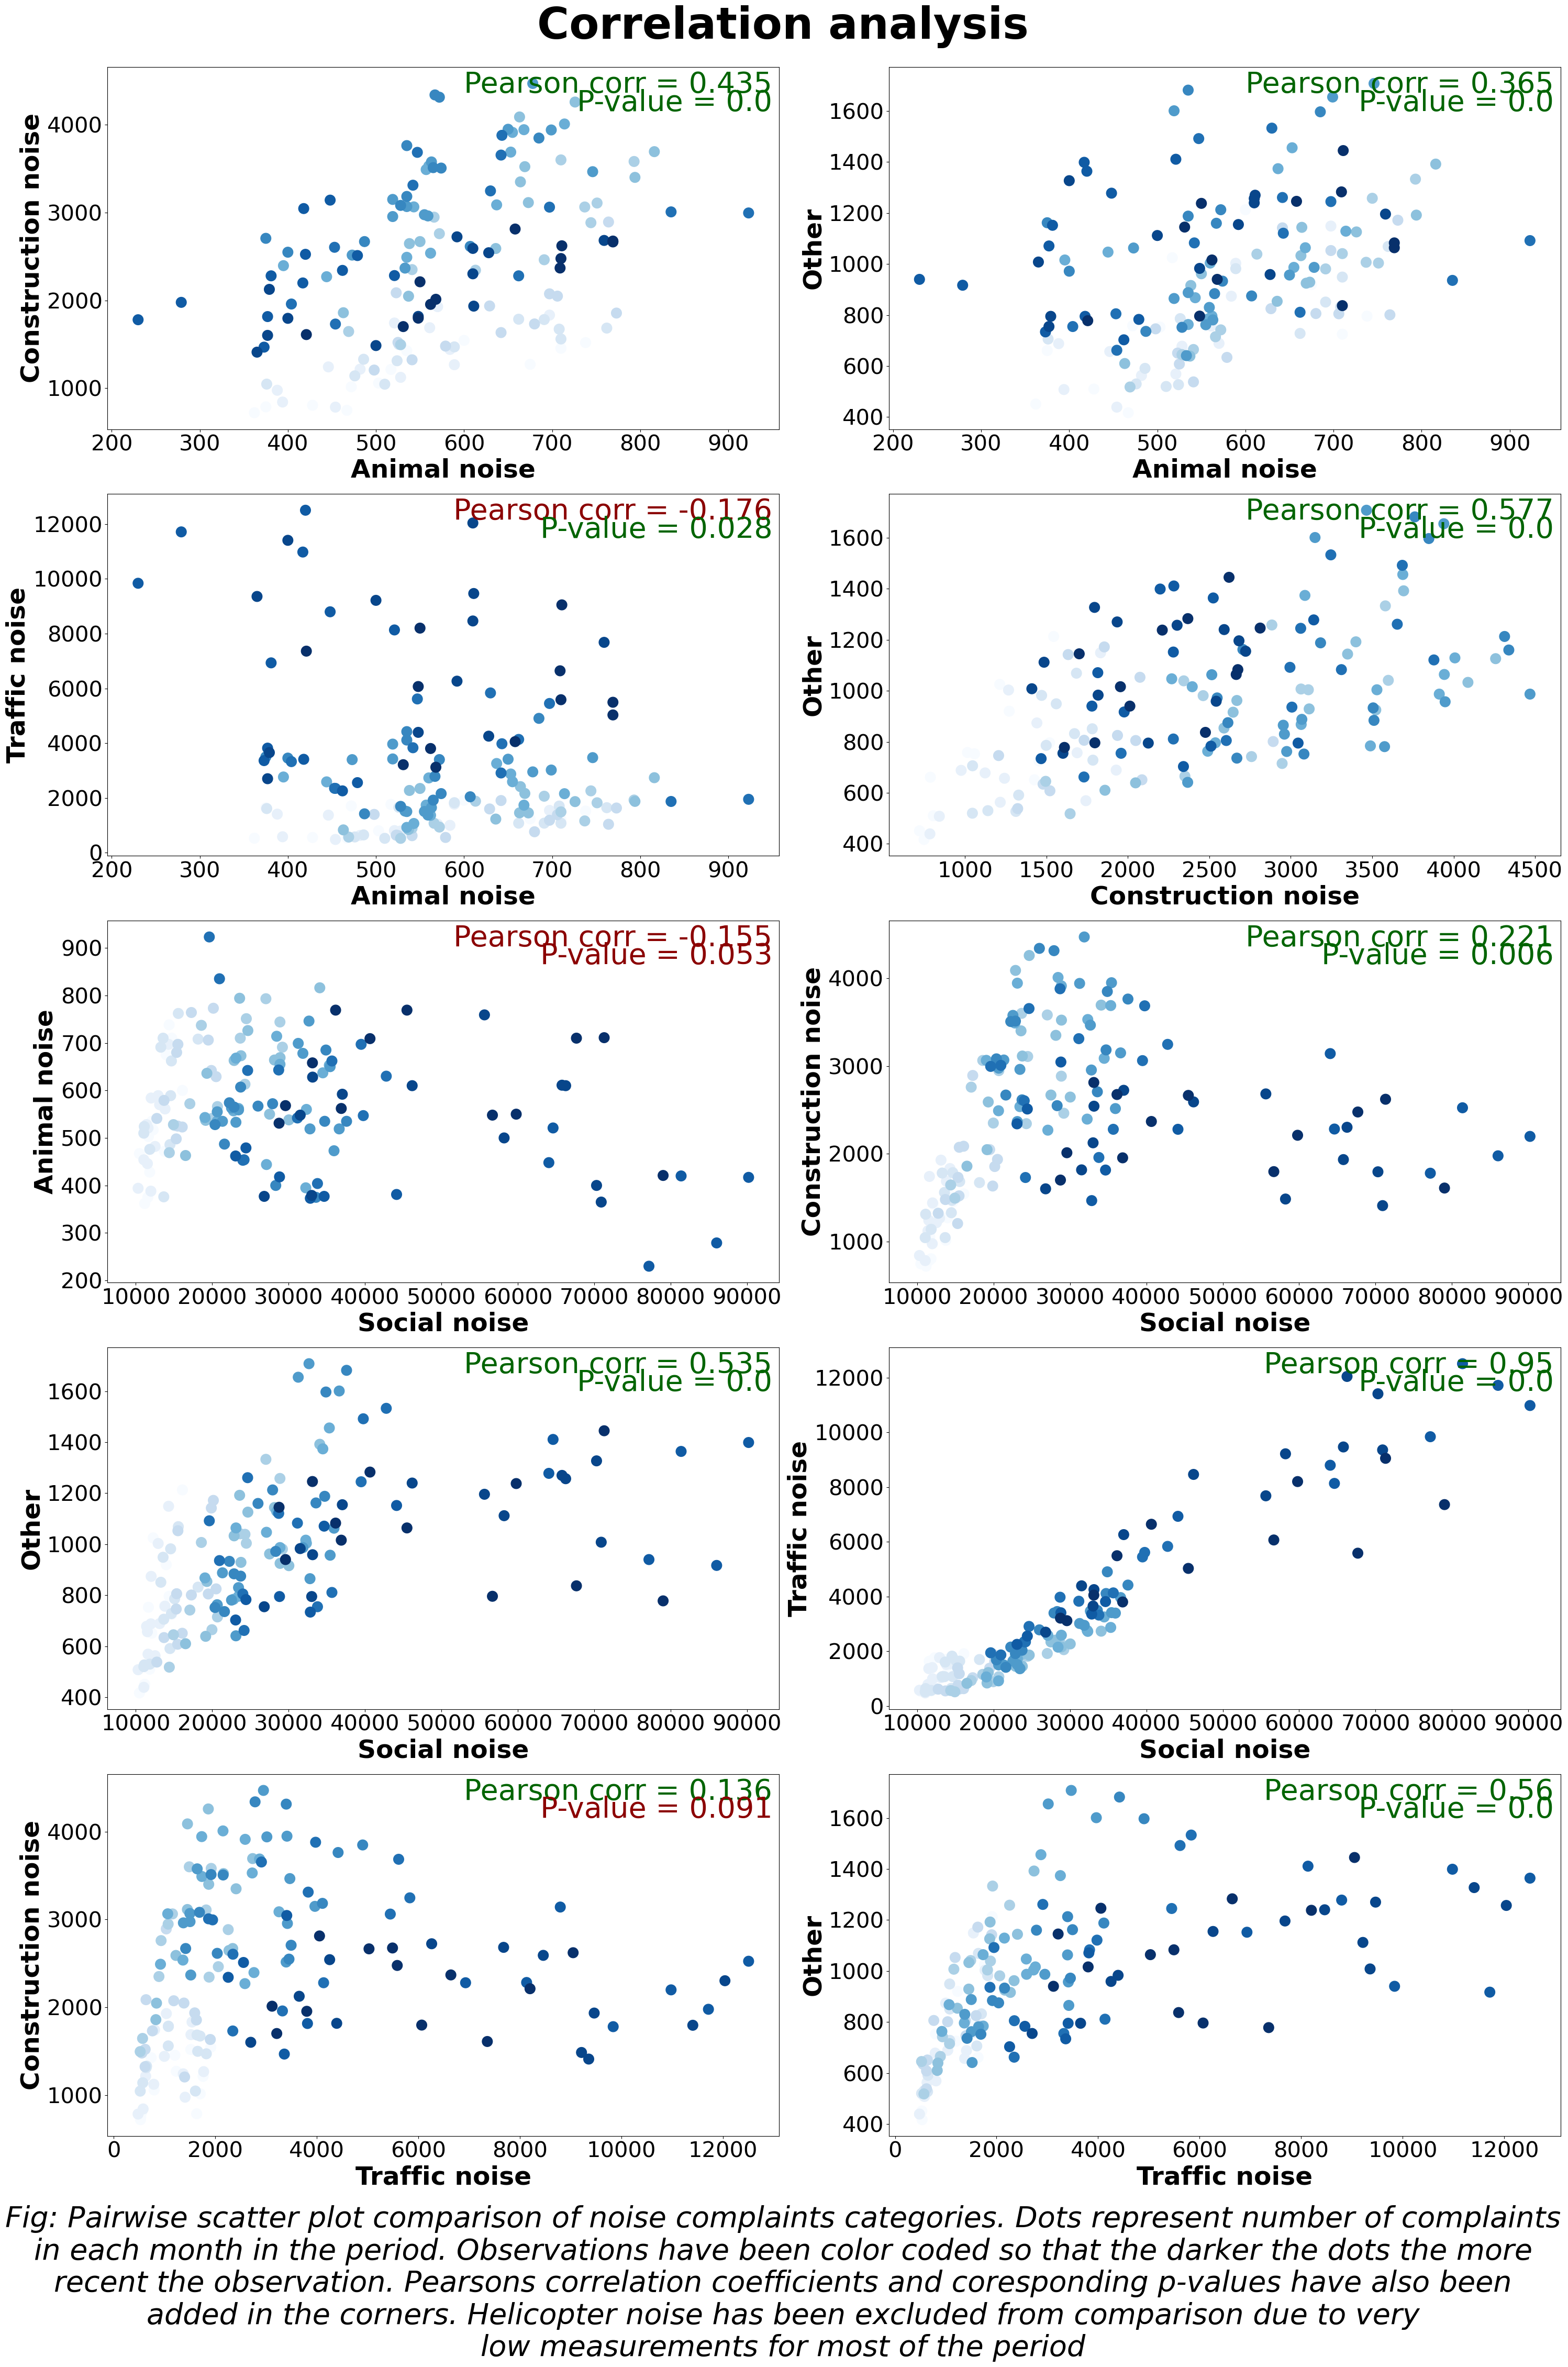 Correlation analysis
Pearson corr = 0.435
P-value = 0.0
Construction noise
4000
3000
2000
1000
200 300 400 500 600 700 800 900
Animal noise
Pearson corr = 0.365
P-value = 0.0
Other
1600
1400
1200
1000
800
600
400
200 300 400 500 600 700 800 900
Animal noise
Pearson corr = -0.176
P-value = 0.028
Traffic noise
12000
10000
8000
6000
4000
2000
0
200 300 400 500 600 700 800 900
Animal noise
Pearson corr = 0.577
P-value = 0.0
Other
1600
1400
1200
1000
800
600
400
1000 1500 2000 2500 3000 3500 4000 4500
Construction noise
Pearson corr = -0.155
P-value = 0.053
Animal noise
900
800
700
600
500
400
300
200
10000 20000 30000 40000 50000 60000 70000 80000 90000
Social noise
Pearson corr = 0.221
P-value = 0.006
Construction noise
4000
3000
2000
1000
10000 20000 30000 40000 50000 60000 70000 80000 90000
Social noise
Pearson corr = 0.535
P-value = 0.0
Other
1600
1400
1200
1000
800
600
400
10000 20000 30000 40000 50000 60000 70000 80000 90000
Social noise
Pearson corr = 0.95
P-value = 0.0
Traffic noise
12000
10000
8000
6000
4000
2000
0
10000 20000 30000 40000 50000 60000 70000 80000 90000
Social noise
Pearson corr = 0.136
P-value = 0.091
Construction noise
4000
3000
2000
1000
0 2000 4000 6000 8000 10000 12000
Traffic noise
Pearson corr = 0.56
P-value = 0.0
Other
1600
1400
1200
1000
800
600
400
0 2000 4000 6000 8000 10000 12000
Traffic noise
Fig: Pairwise scatter plot comparison of noise complaints categories. Dots represent number of complaints
in each month in the period. Observations have been color coded so that the darker the dots the more
recent the observation. Pearsons correlation coefficients and coresponding p-values have also been
added in the corners. Helicopter noise has been excluded from comparison due to very
low measurements for most of the period